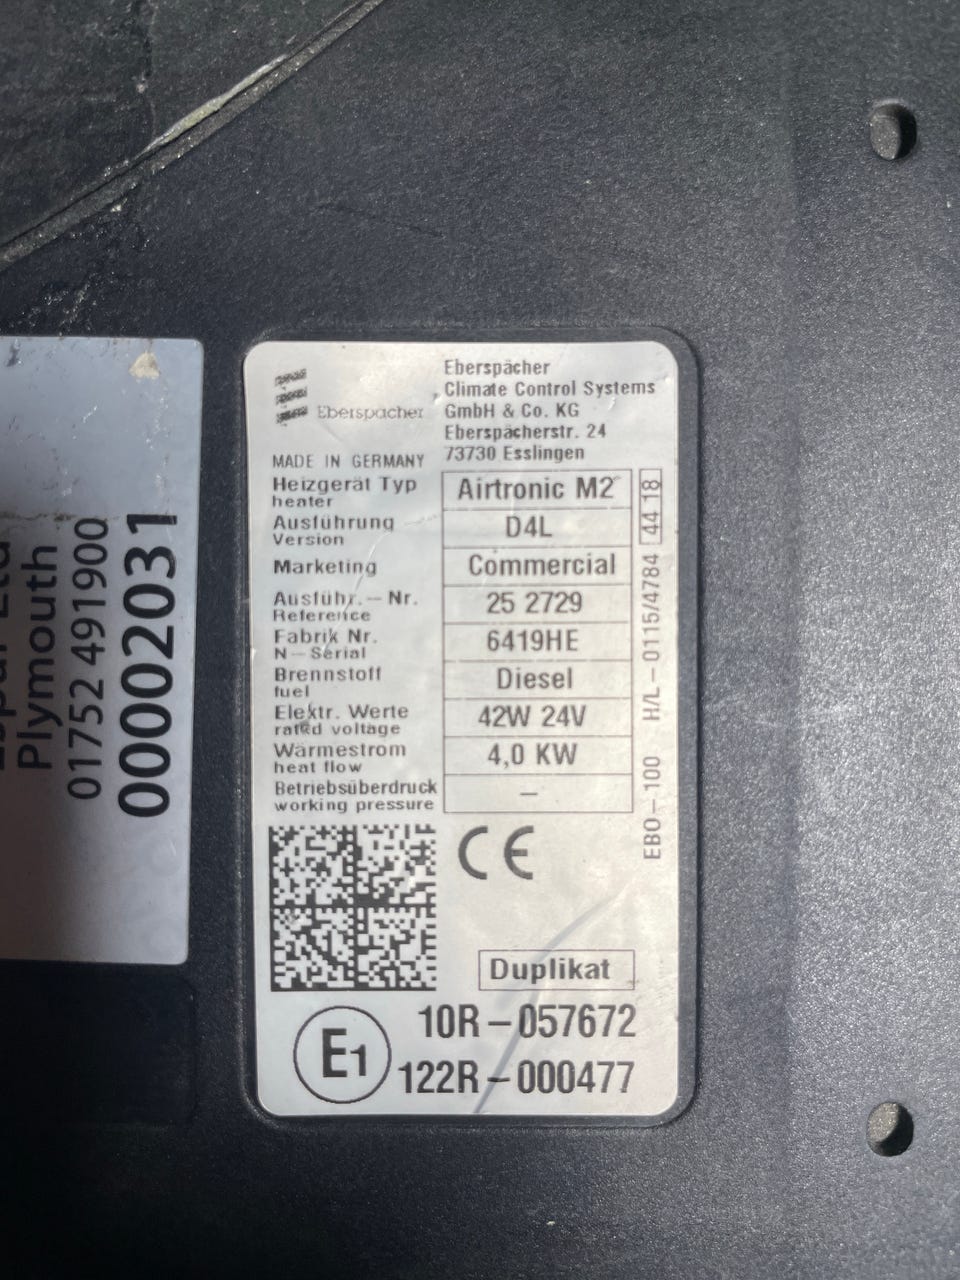 Plymouth
01752 491900
00002031
Eberspächer
Eberspächer
Climate Control Systems
GmbH & Co. KG
Eberspächerstr. 24
73730 Esslingen
MADE IN GERMANY
Heizgerät Typ
heater
Airtronic M2
Ausführung
Version
D4L
Marketing
Commercial
Ausführ.-Nr.
Reference
25 2729
Fabrik Nr.
N-Serial
6419HE
Brennstoff
fuel
Diesel
Elektr. Werte
rated voltage
42W 24V
Wärmestrom
heat flow
4,0 KW
Betriebsüberdruck
working pressure
–
EBO-100 H/L-0115/4784 44 18
CE
Duplikat
E1
10R-057672
122R-000477